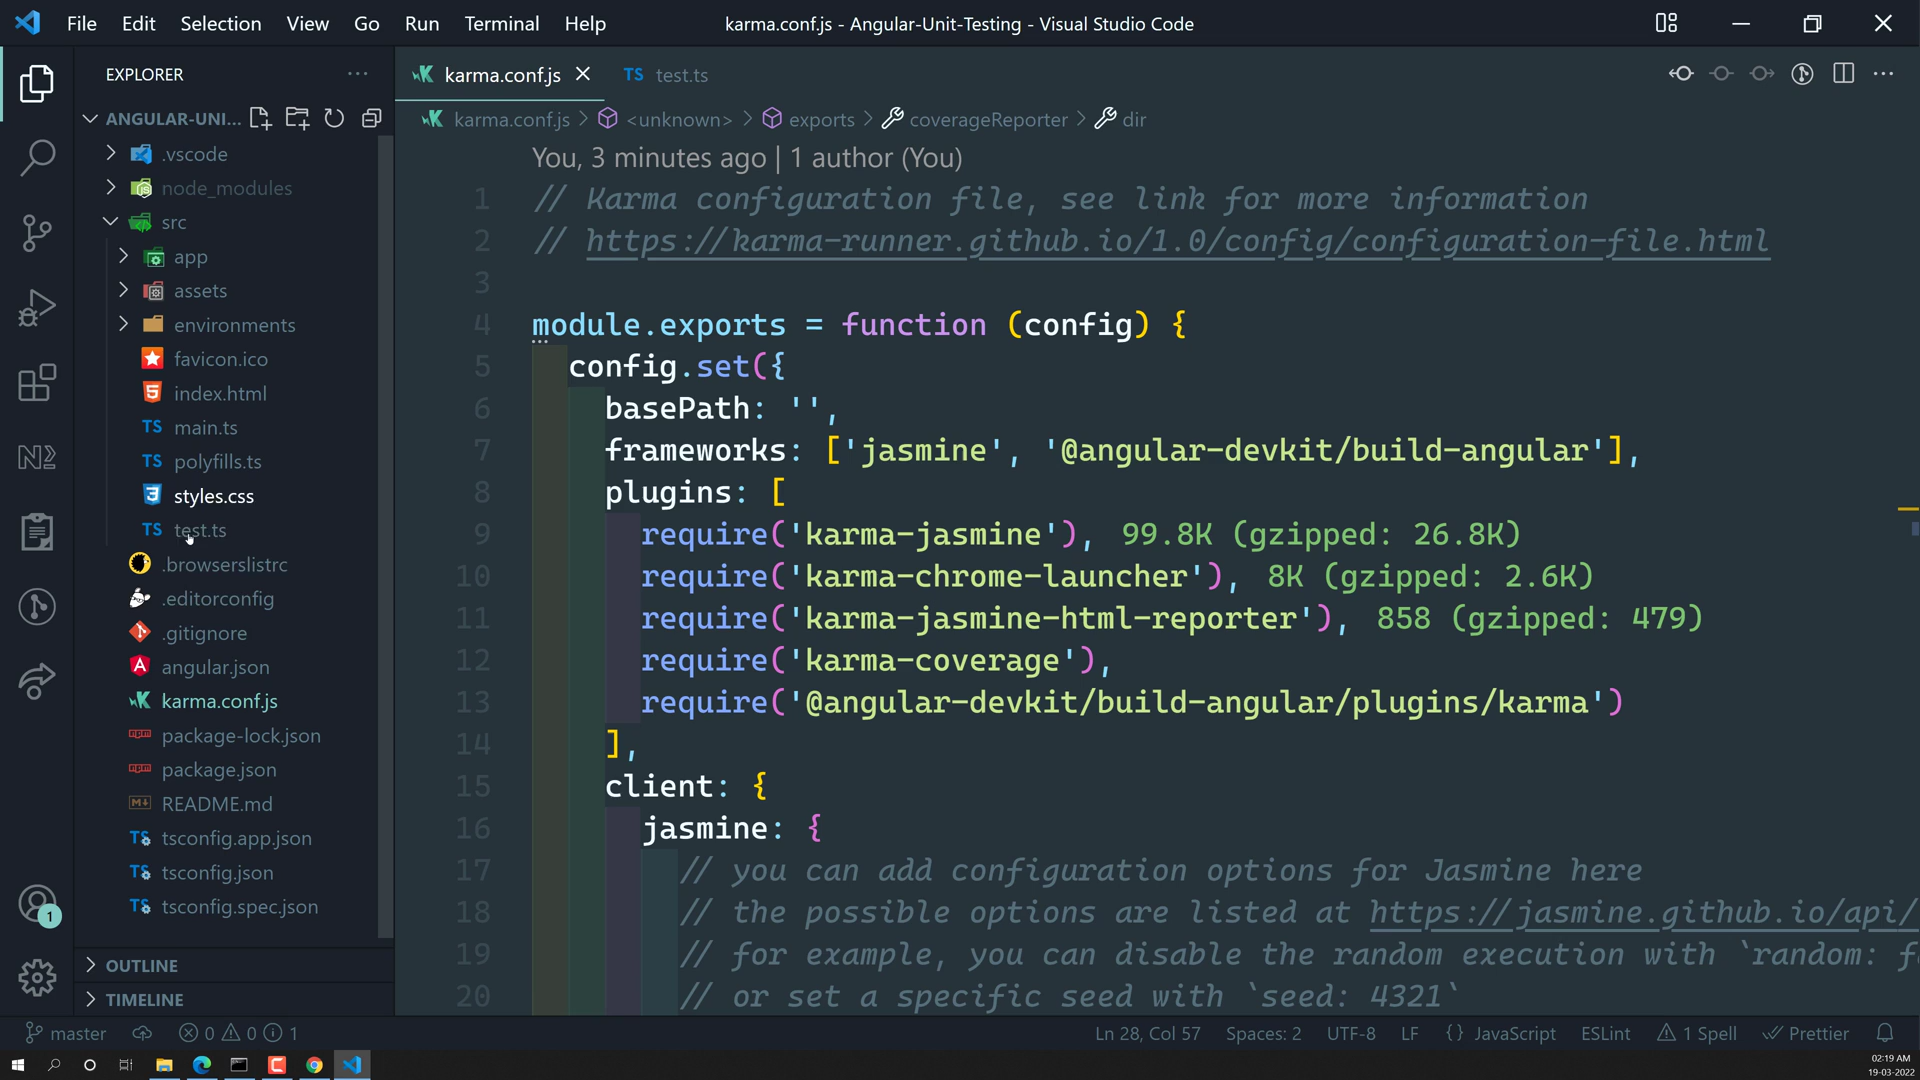 File Edit Selection View Go Run Terminal Help
karma.conf.js - Angular-Unit-Testing - Visual Studio Code
EXPLORER
ANGULAR-UNI...
.vscode
node_modules
src
app
assets
environments
favicon.ico
index.html
TS main.ts
TS polyfills.ts
styles.css
TS test.ts
.browserslistrc
.editorconfig
.gitignore
angular.json
karma.conf.js
package-lock.json
package.json
README.md
TS tsconfig.app.json
TS tsconfig.json
TS tsconfig.spec.json
OUTLINE
TIMELINE
karma.conf.js TS test.ts
karma.conf.js > <unknown> > exports > coverageReporter > dir
You, 3 minutes ago | 1 author (You)
1 // Karma configuration file, see link for more information
2 // https://karma-runner.github.io/1.0/config/configuration-file.html
3
4 module.exports = function (config) {
5 config.set({
6 basePath: '',
7 frameworks: ['jasmine', '@angular-devkit/build-angular'],
8 plugins: [
9 require('karma-jasmine'), 99.8K (gzipped: 26.8K)
10 require('karma-chrome-launcher'), 8K (gzipped: 2.6K)
11 require('karma-jasmine-html-reporter'), 858 (gzipped: 479)
12 require('karma-coverage'),
13 require('@angular-devkit/build-angular/plugins/karma')
14 ],
15 client: {
16 jasmine: {
17 // you can add configuration options for Jasmine here
18 // the possible options are listed at https://jasmine.github.io/api/
19 // for example, you can disable the random execution with `random: f
20 // or set a specific seed with `seed: 4321`
1
master 0 0 1
Ln 28, Col 57 Spaces: 2 UTF-8 LF {} JavaScript ESLint 1 Spell Prettier
02:19 AM
19-03-2022